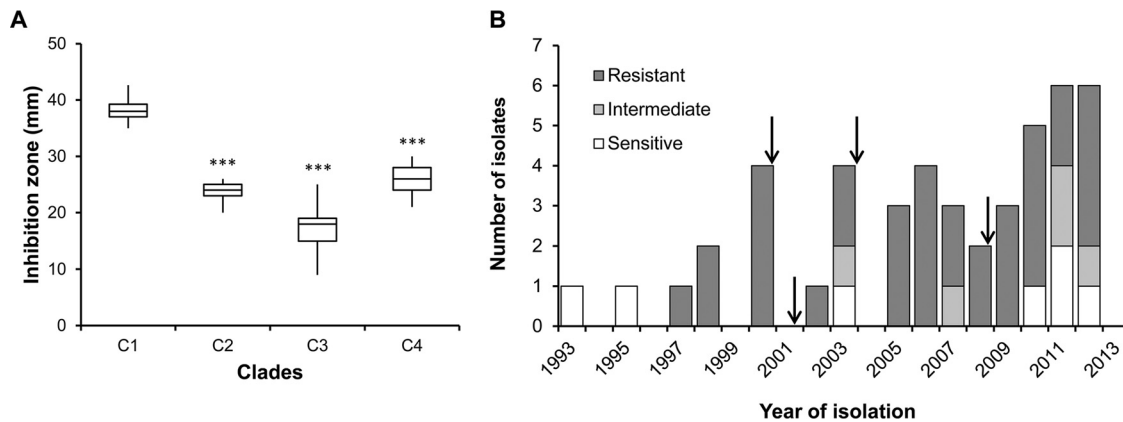 A
50
40
30
20
10
0
Inhibition zone (mm)
***
***
***
C1
C2
C3
C4
Clades
B
7
6
5
4
3
2
1
0
Number of isolates
Resistant
Intermediate
Sensitive
1993
1995
1997
1999
2001
2003
2005
2007
2009
2011
2013
Year of isolation